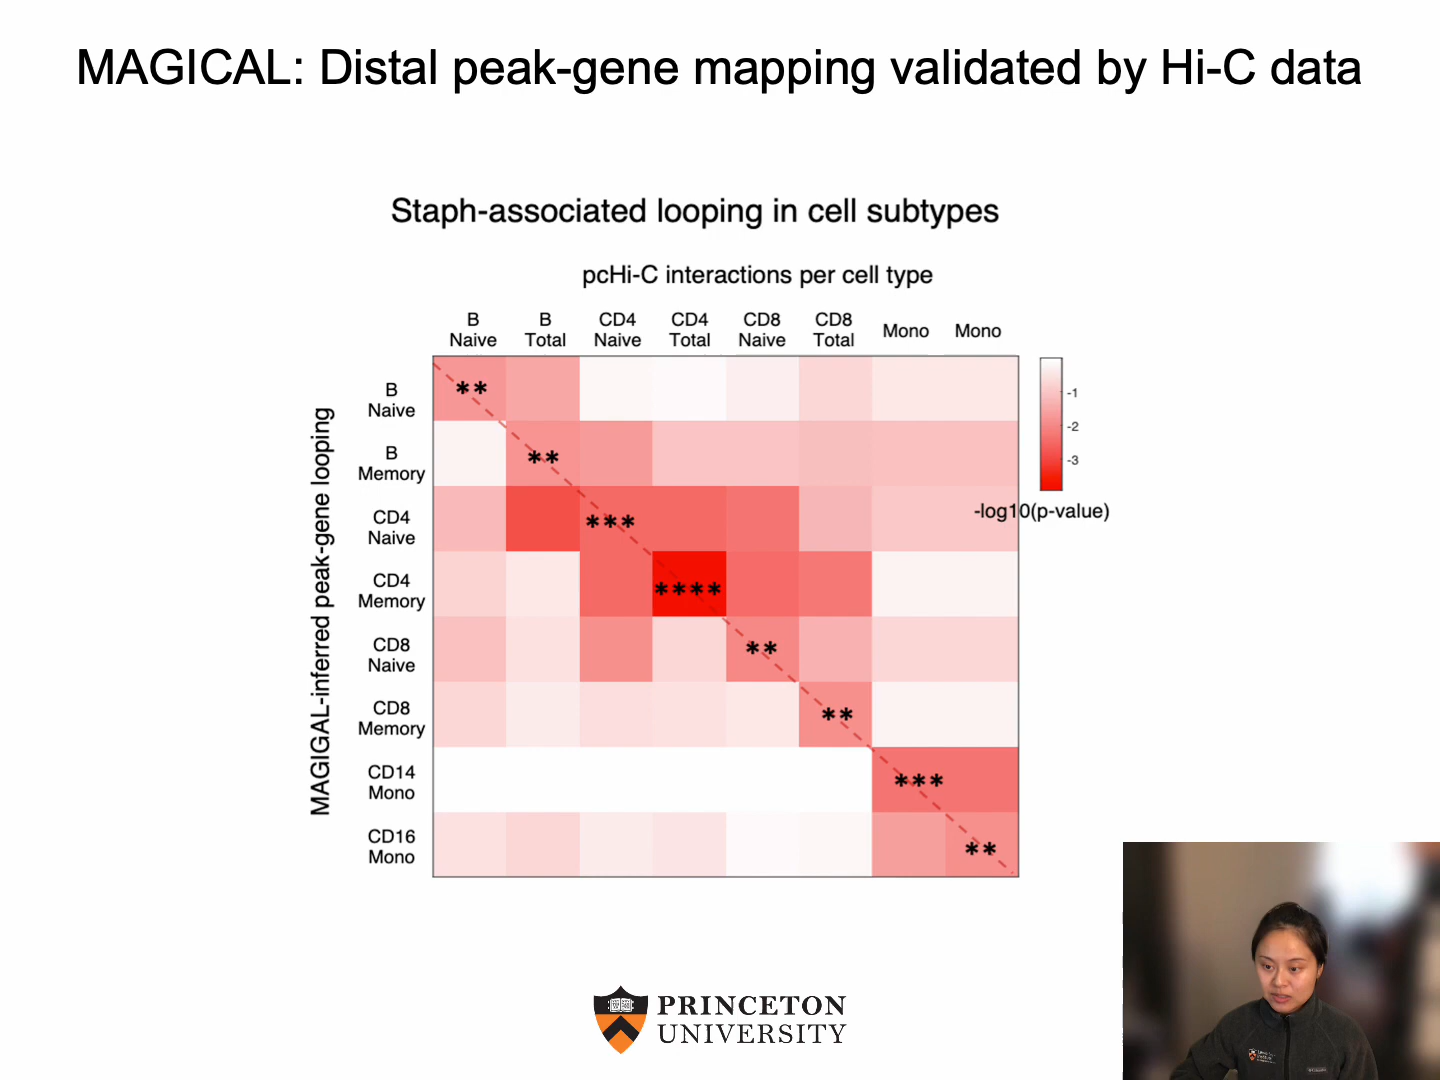 MAGICAL: Distal peak-gene mapping validated by Hi-C data
Staph-associated looping in cell subtypes
pcHi-C interactions per cell type
B
Naive
B
Total
CD4
Naive
CD4
Total
CD8
Naive
CD8
Total
Mono
Mono
MAGIGAL-inferred peak-gene looping
B
Naive
B
Memory
CD4
Naive
CD4
Memory
CD8
Naive
CD8
Memory
CD14
Mono
CD16
Mono
**
**
***
****
**
**
***
**
-1
-2
-3
-log10(p-value)
PRINCETON
UNIVERSITY